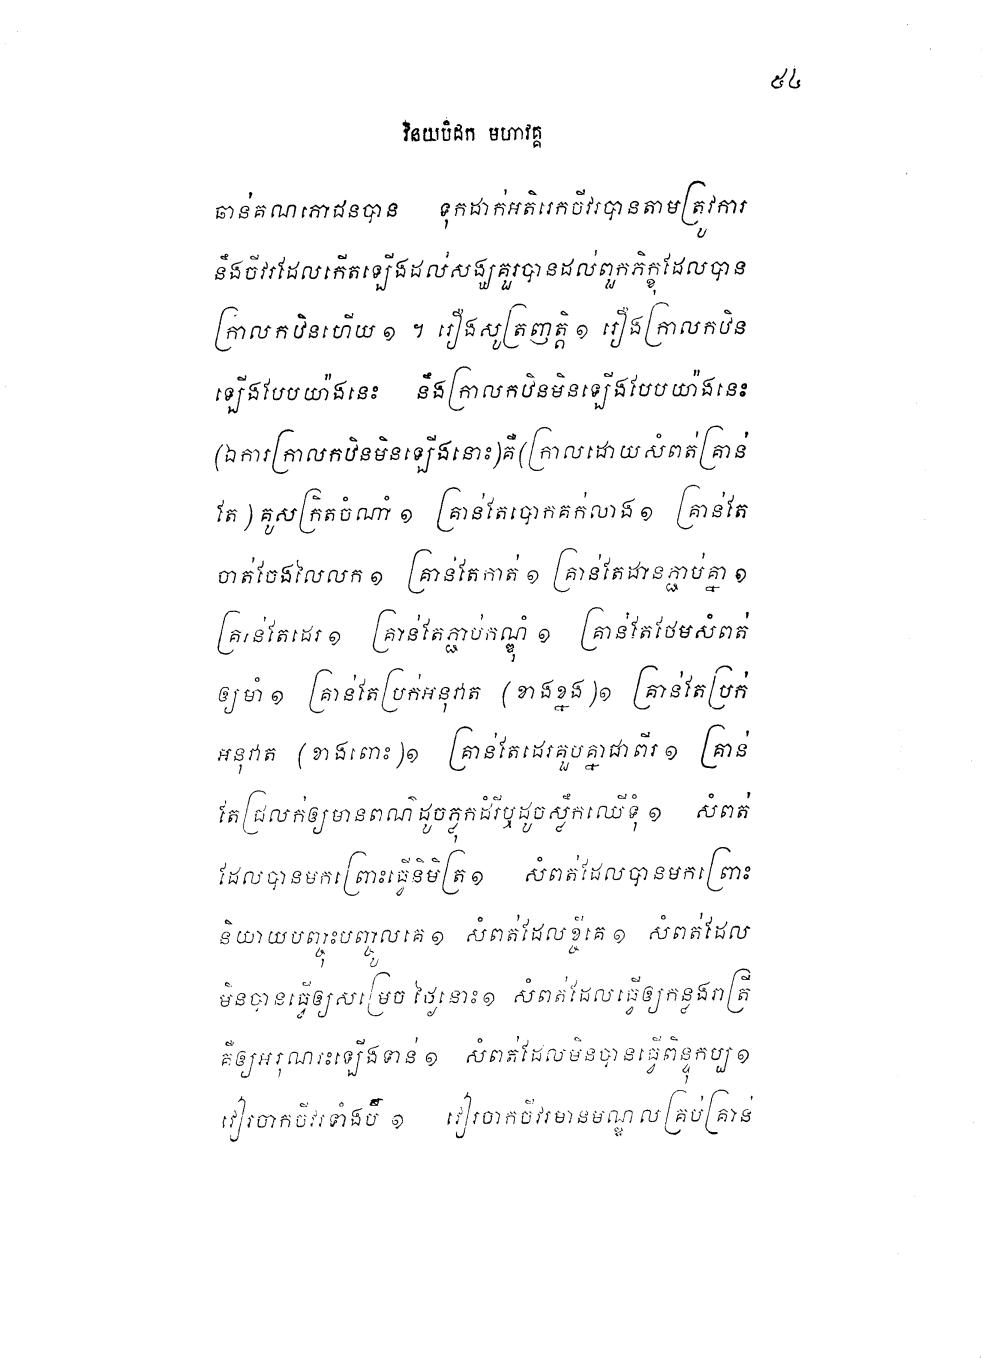 ៥៤
វិនយបិដក មហាវគ្គ
ឆាន់គណភោជនបាន ទុកដាក់អតិរេកចីវរបានតាមត្រូវការ
នឹងចីវរដែលកើតឡើងដល់សង្ឃគួរបានដល់ពួកភិក្ខុដែលបាន
ក្រាលកឋិនហើយ ១ ។ រឿងសូត្រញត្តិ ១ រឿងក្រាលកឋិន
ឡើងបែបយ៉ាងនេះ នឹងក្រាលកឋិនមិនឡើងបែបយ៉ាងនេះ
(ឯការក្រាលកឋិនមិនឡើងនោះ)គឺ(ក្រាលដោយសំពត់គ្រាន់
តែ ) គូសក្រិតចំណាំ ១ គ្រាន់តែបោកគក់លាង ១ គ្រាន់តែ
ចាត់ចែងលៃលក ១ គ្រាន់តែកាត់ ១ គ្រាន់តែដានភ្ជាប់គ្នា ១
គ្រាន់តែដេរ ១ គ្រាន់តែភ្ជាប់កណ្ឌុំ ១ គ្រាន់តែថែមសំពត់
ឲ្យមាំ ១ គ្រាន់តែប្រក់អនុវាត (ខាងខ្នង)១ គ្រាន់តែប្រក់
អនុវាត (ខាងពោះ)១ គ្រាន់តែដេរគួបគ្នាជាពីរ ១ គ្រាន់
តែជ្រលក់ឲ្យមានពណ៌ដូចភ្លុកដំរីឬដូចស្លឹកឈើទុំ ១ សំពត់
ដែលបានមកព្រោះធ្វើនិមិត្រ ១ សំពត់ដែលបានមកព្រោះ
និយាយបញ្ចុះបញ្ចូលគេ ១ សំពត់ដែលខ្ចីគេ ១ សំពត់ដែល
មិនបានធ្វើឲ្យសម្រេច ថ្ងៃនោះ ១ សំពត់ដែលធ្វើឲ្យកន្លងរាត្រី
គឺឲ្យអរុណរះឡើងទាន់ ១ សំពត់ដែលមិនបានធ្វើពិន្ទុកប្ប ១
វៀរចាកចីវរទាំងបី ១ វៀរចាកចីវរមានមណ្ឌលគ្រប់គ្រាន់